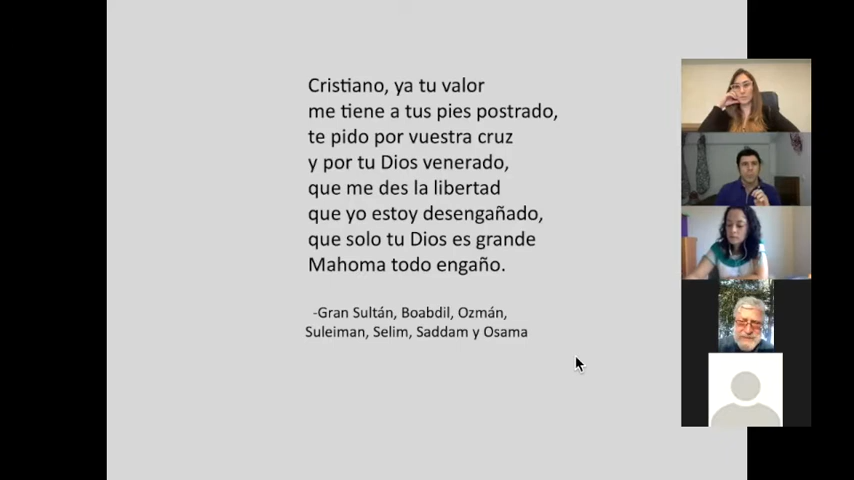 Cristiano, ya tu valor
me tiene a tus pies postrado,
te pido por vuestra cruz
y por tu Dios venerado,
que me des la libertad
que yo estoy desengañado,
que solo tu Dios es grande
Mahoma todo engaño.
-Gran Sultán, Boabdil, Ozmán,
Suleiman, Selim, Saddam y Osama